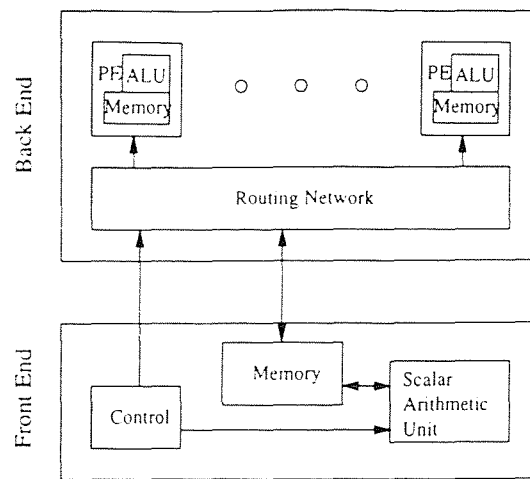 Back End
PE
ALU
Memory
PE
ALU
Memory
Routing Network
Front End
Memory
Control
Scalar
Arithmetic
Unit